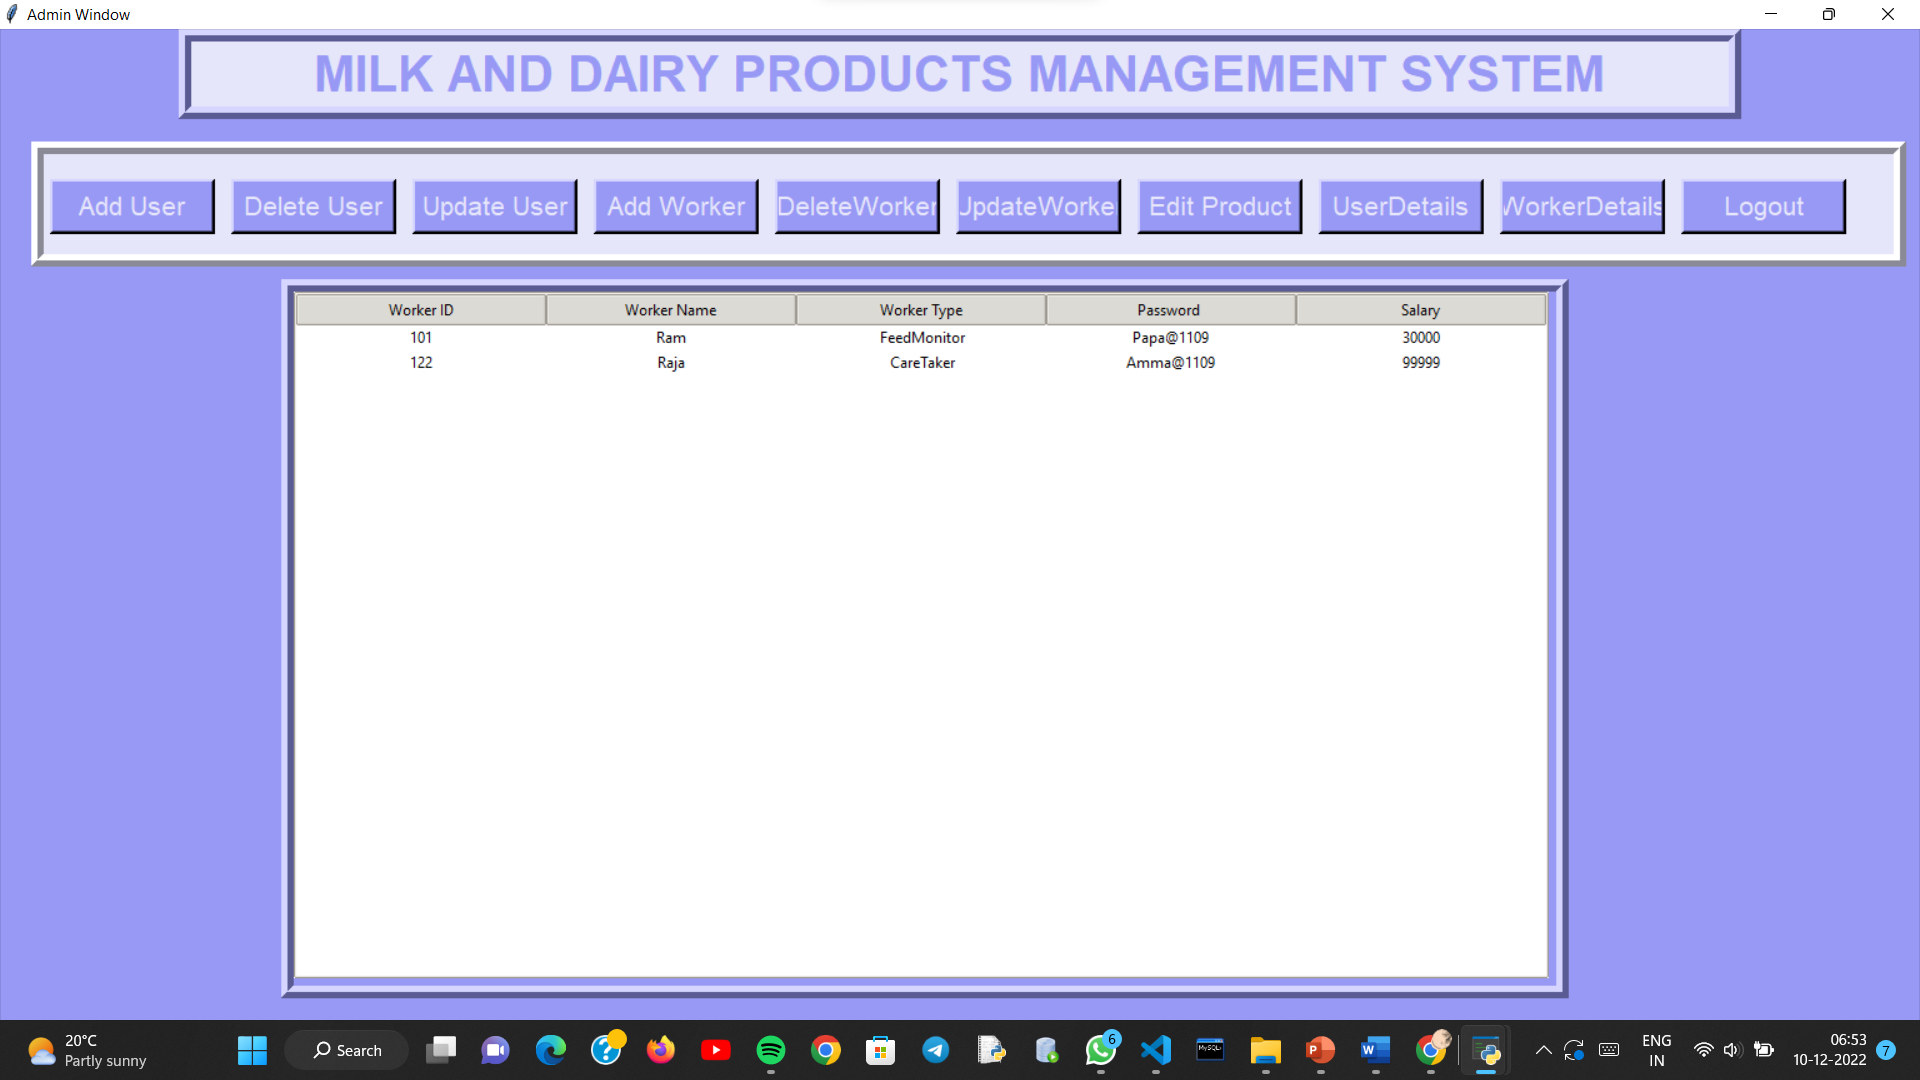 Admin Window
MILK AND DAIRY PRODUCTS MANAGEMENT SYSTEM
Add User Delete User Update User Add Worker DeleteWorker UpdateWorke Edit Product UserDetails WorkerDetails Logout
Worker ID Worker Name Worker Type Password Salary
101 Ram FeedMonitor Papa@1109 30000
122 Raja CareTaker Amma@1109 99999
20°C
Partly sunny
Search
6
MySQL
ENG
IN
06:53
10-12-2022
7